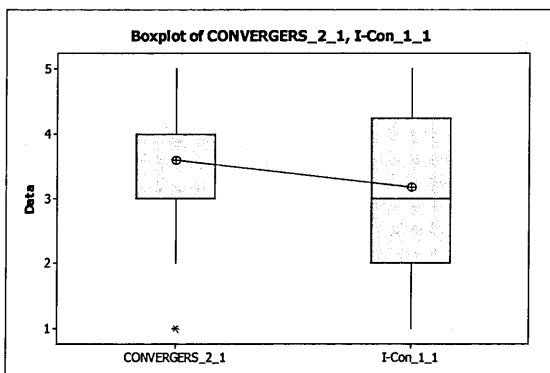 Boxplot of CONVERGERS_2_1, I-Con_1_1
5
4
3
2
1
Data
CONVERGERS_2_1
I-Con_1_1